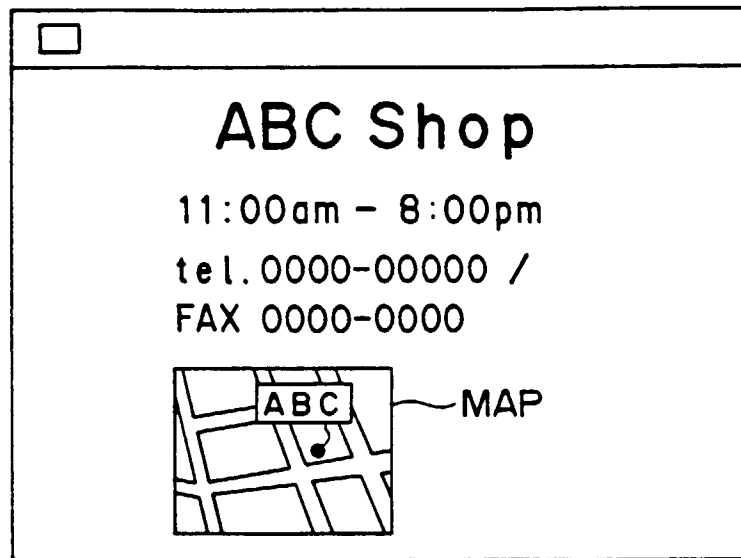 ABC Shop
11:00am - 8:00pm
tel.0000-00000 /
FAX 0000-0000
ABC
MAP